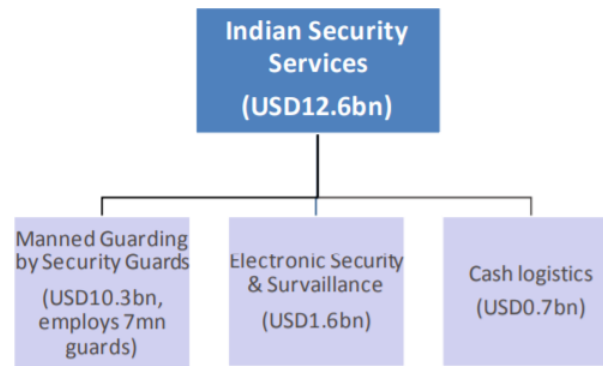 Indian Security
Services
(USD12.6bn)
Manned Guarding
by Security Guards
(USD10.3bn,
employs 7mn
guards)
Electronic Security
& Survaillance
(USD1.6bn)
Cash logistics
(USD0.7bn)